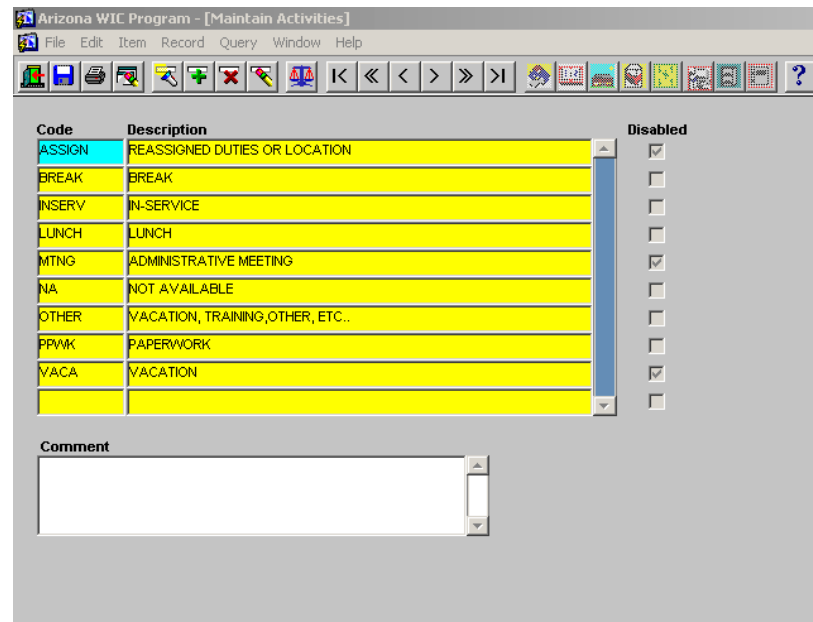 Arizona WIC Program - [Maintain Activities]
File Edit Item Record Query Window Help
Code Description Disabled
ASSIGN REASSIGNED DUTIES OR LOCATION
BREAK BREAK
INSERV IN-SERVICE
LUNCH LUNCH
MTNG ADMINISTRATIVE MEETING
NA NOT AVAILABLE
OTHER VACATION, TRAINING,OTHER, ETC..
PPWK PAPERWORK
VACA VACATION
Comment